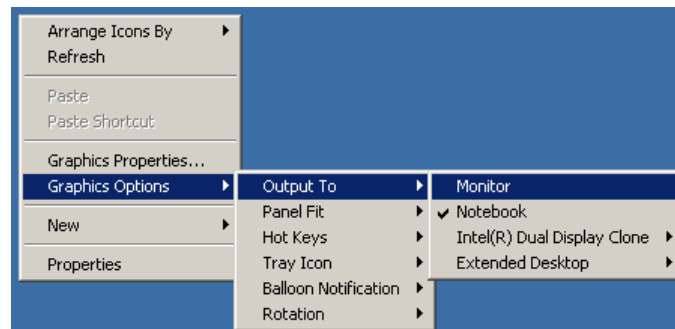 Arrange Icons By
Refresh
Paste
Paste Shortcut
Graphics Properties...
Graphics Options
New
Properties
Output To
Panel Fit
Hot Keys
Tray Icon
Balloon Notification
Rotation
Monitor
Notebook
Intel(R) Dual Display Clone
Extended Desktop